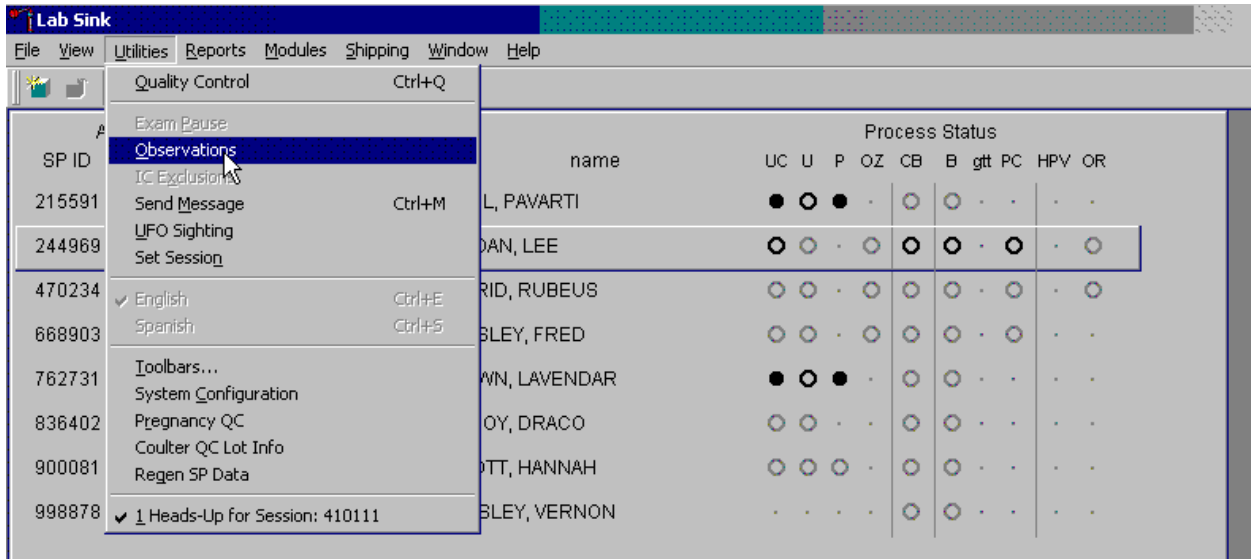 Lab Sink
File View Utilities Reports Modules Shipping Window Help
Quality Control Ctrl+Q
Exam Pause
Observations
IC Exclusions
Send Message Ctrl+M
UFO Sighting
Set Session
English Ctrl+E
Spanish Ctrl+S
Toolbars...
System Configuration
Pregnancy QC
Coulter QC Lot Info
Regen SP Data
1 Heads-Up for Session: 410111
A Process Status
SP ID name UC U P OZ CB B gtt PC HPV OR
215591 L, PAVARTI
244969 DAN, LEE
470234 RID, RUBEUS
668903 SLEY, FRED
762731 WN, LAVENDAR
836402 OY, DRACO
900081 OTT, HANNAH
998878 SLEY, VERNON